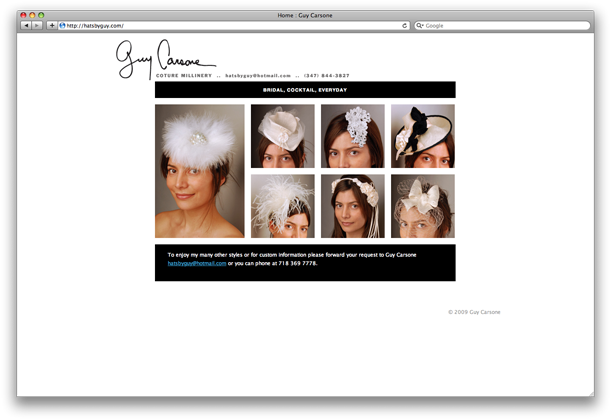 Home : Guy Carsone
http://hatsbyguy.com/
Google
Guy Carsone
COTURE MILLINERY .. hatsbyguy@hotmail.com .. (347) 844-3827
BRIDAL, COCKTAIL, EVERYDAY
To enjoy my many other styles or for custom information please forward your request to Guy Carsone
hatsbyguy@hotmail.com or you can phone at 718 369 7778.
© 2009 Guy Carsone